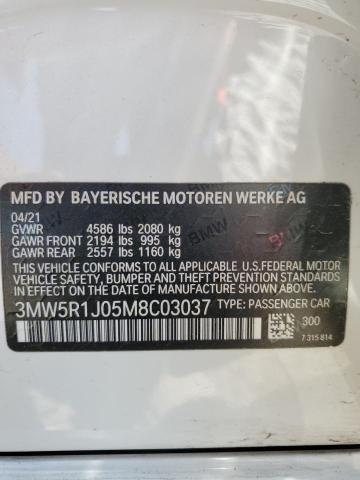 MFD BY BAYERISCHE MOTOREN WERKE AG
04/21
GVWR 4586 lbs 2080 kg
GAWR FRONT 2194 lbs 995 kg
GAWR REAR 2557 lbs 1160 kg
THIS VEHICLE CONFORMS TO ALL APPLICABLE U.S. FEDERAL MOTOR
VEHICLE SAFETY, BUMPER, AND THEFT PREVENTION STANDARDS IN
EFFECT ON THE DATE OF MANUFACTURE SHOWN ABOVE.
3MW5R1J05M8C03037 TYPE: PASSENGER CAR
300
7 315 814
BMW
BMW